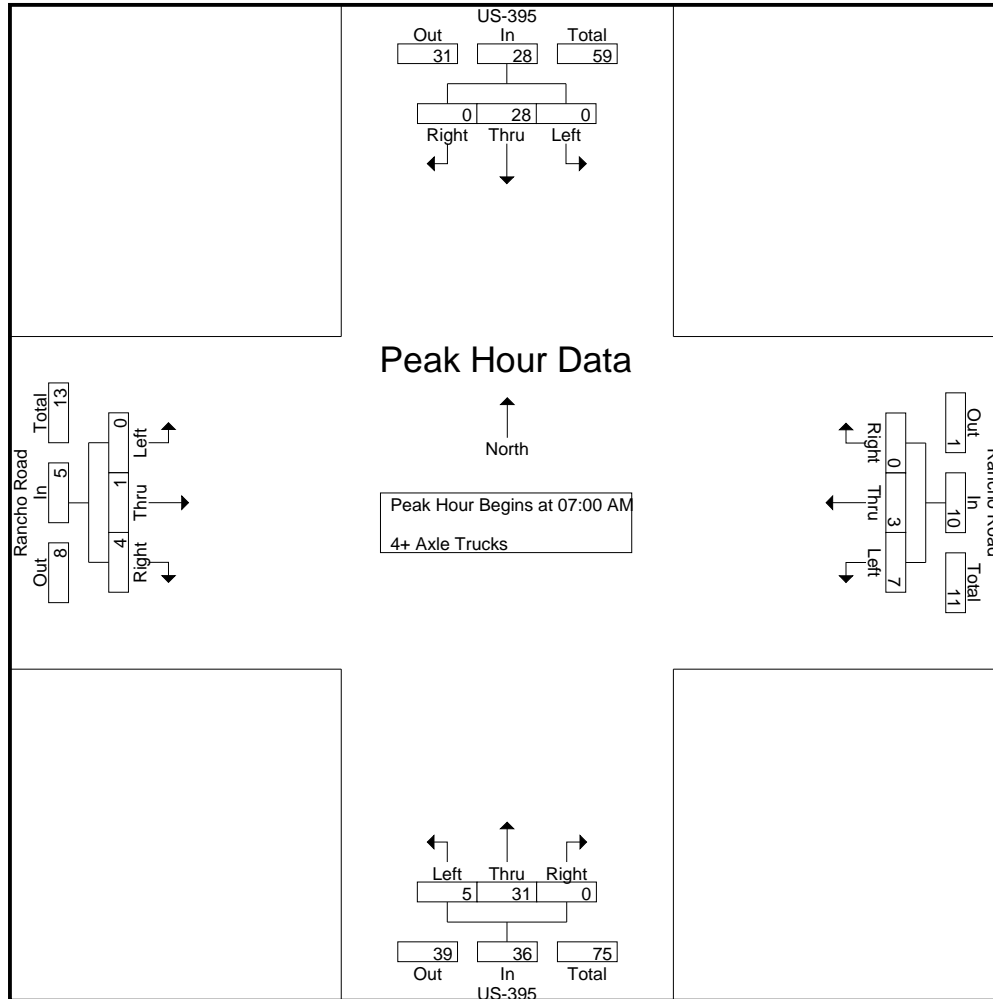 US-395
Out In Total
31 28 59
0 28 0
Right Thru Left
Peak Hour Data
North
Peak Hour Begins at 07:00 AM
4+ Axle Trucks
Rancho Road
Total In Out
13 5 8
0 1 4
Left Thru Right
Right Thru Left
0 3 7
Out In Total
1 10 11
Rancho Road
Left Thru Right
5 31 0
39 36 75
Out In Total
US-395